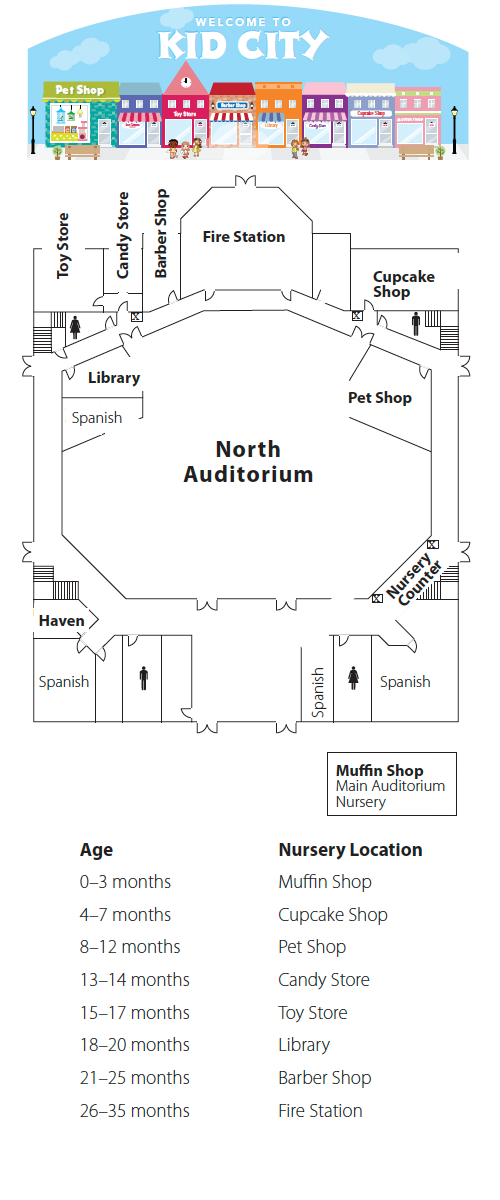 WELCOME TO
KID CITY
Pet Shop
Toy Store
Barber Shop
Library
Candy Store
Cupcake Shop
Toy Store
Candy Store
Barber Shop
Fire Station
Cupcake
Shop
Library
Spanish
Pet Shop
North
Auditorium
Nursery
Counter
Haven
Spanish
Spanish
Spanish
Muffin Shop
Main Auditorium
Nursery
Age Nursery Location
0–3 months Muffin Shop
4–7 months Cupcake Shop
8–12 months Pet Shop
13–14 months Candy Store
15–17 months Toy Store
18–20 months Library
21–25 months Barber Shop
26–35 months Fire Station